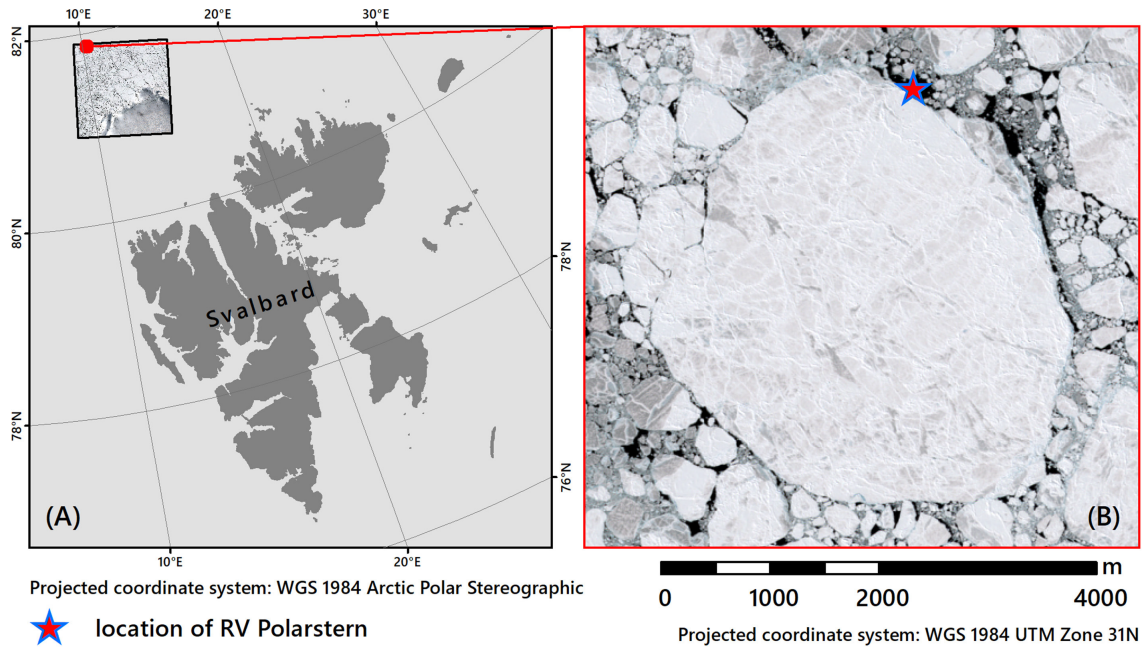 10°E 20°E 30°E
82°N
80°N
78°N
78°N
76°N
Svalbard
(A)
(B)
10°E 20°E
Projected coordinate system: WGS 1984 Arctic Polar Stereographic
location of RV Polarstern
m
0 1000 2000 4000
Projected coordinate system: WGS 1984 UTM Zone 31N